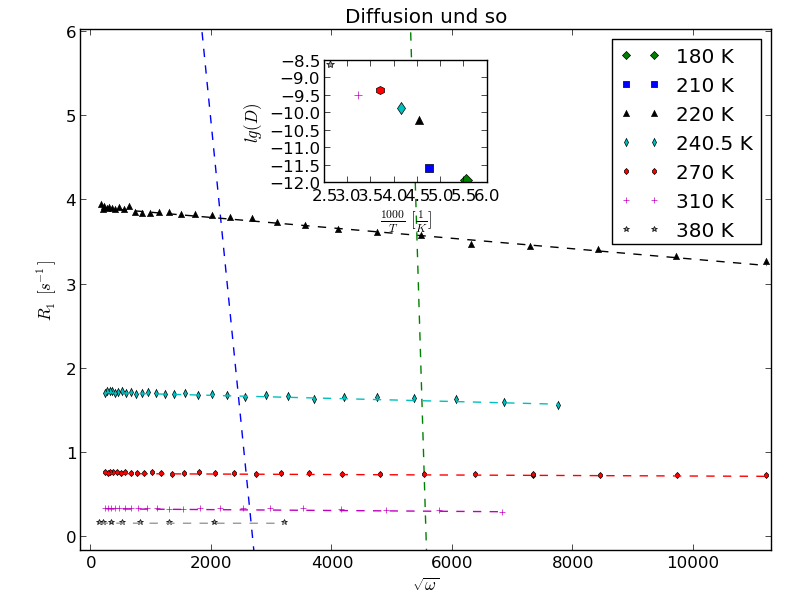 Diffusion und so
6
5
4
3
2
1
0
R₁ [s⁻¹]
0 2000 4000 6000 8000 10000
√ω
−8.5
−9.0
−9.5
−10.0
−10.5
−11.0
−11.5
−12.0
lg(D)
2.5 3.0 3.5 4.0 4.5 5.0 5.5 6.0
1000/T [1/K]
180 K
210 K
220 K
240.5 K
270 K
310 K
380 K